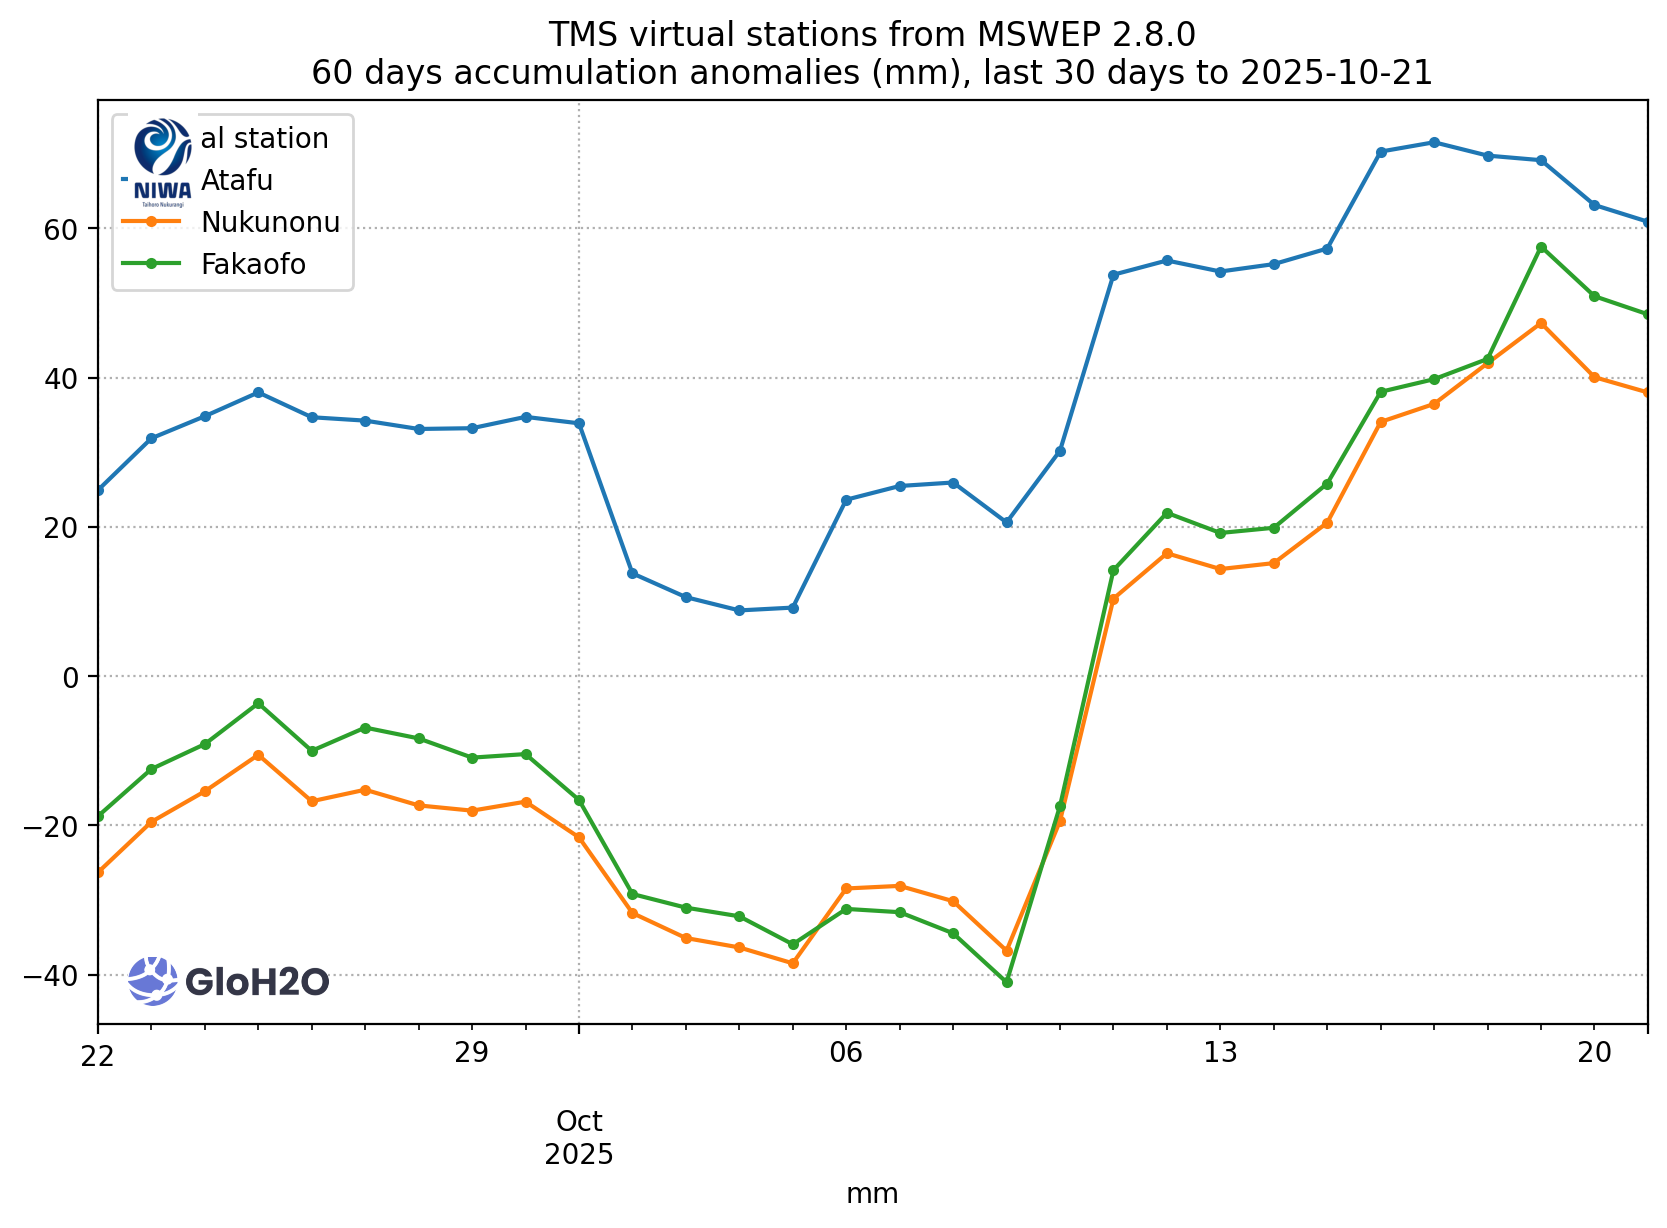 TMS virtual stations from MSWEP 2.8.0
60 days accumulation anomalies (mm), last 30 days to 2025-10-21
al station
Atafu
Nukunonu
Fakaofo
NIWA
Taihoro Nukurangi
60
40
20
0
−20
−40
GloH2O
22
29
06
13
20
Oct
2025
mm